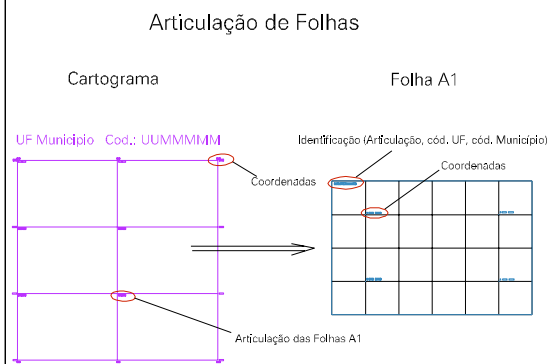 Articulação de Folhas
Cartograma
Folha A1
UF Municipio Cod.: UUMMMMM
Identificação (Articulação, cód. UF, cód. Município)
Coordenadas
Coordenadas
Articulação das Folhas A1